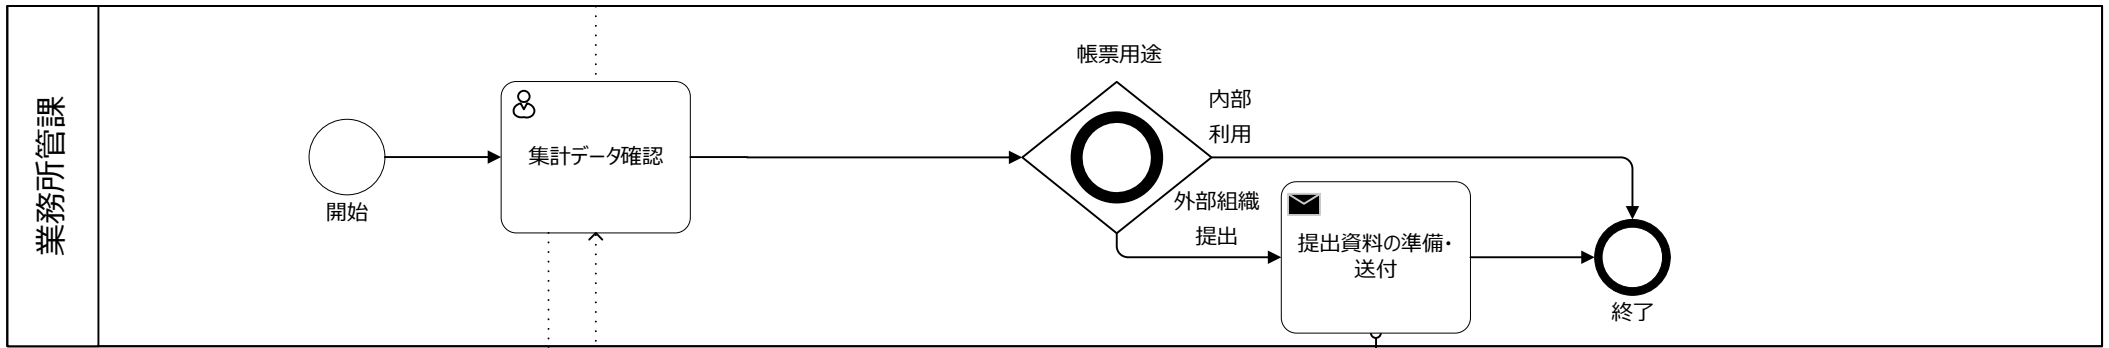 業務所管課
開始
集計データ確認
帳票用途
内部
利用
外部組織
提出
提出資料の準備・
送付
終了